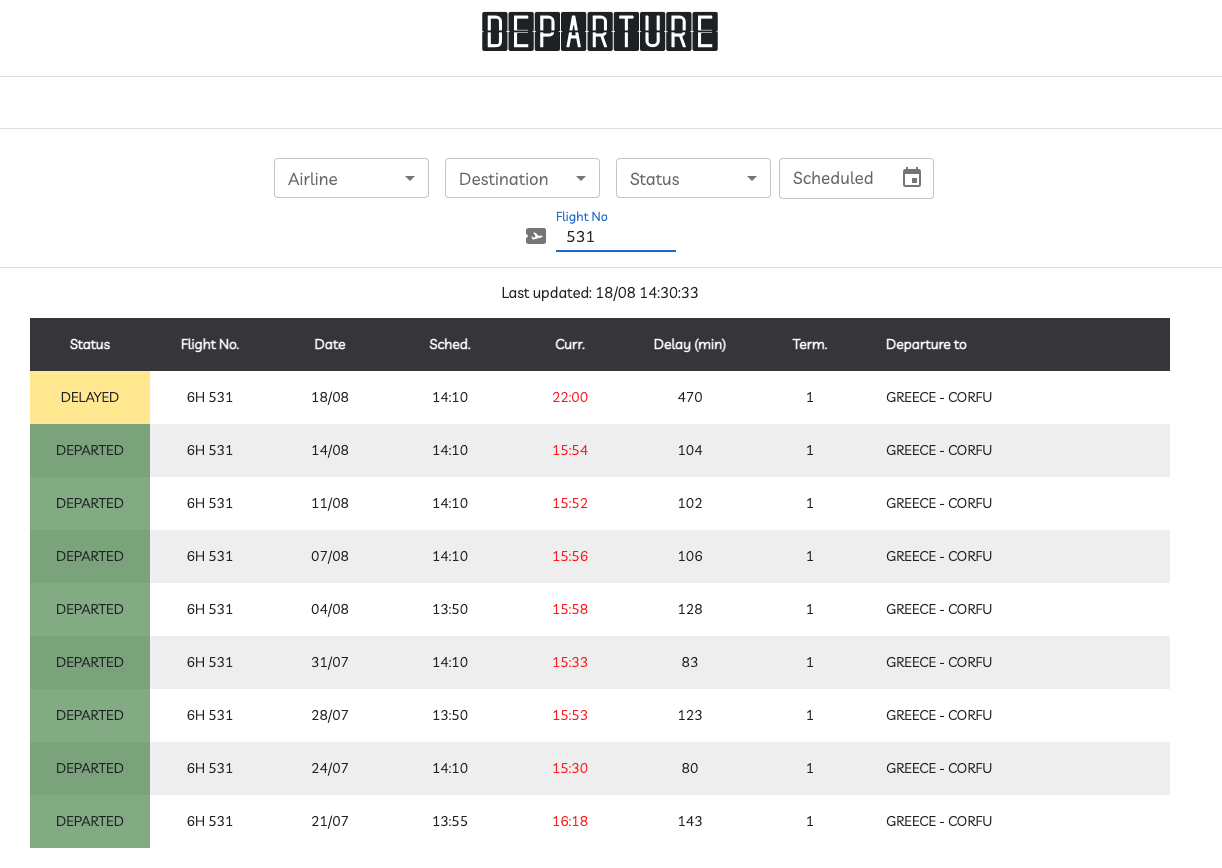 DEPARTURE
Airline Destination Status Scheduled
Flight No
531
Last updated: 18/08 14:30:33
Status Flight No. Date Sched. Curr. Delay (min) Term. Departure to
DELAYED 6H 531 18/08 14:10 22:00 470 1 GREECE - CORFU
DEPARTED 6H 531 14/08 14:10 15:54 104 1 GREECE - CORFU
DEPARTED 6H 531 11/08 14:10 15:52 102 1 GREECE - CORFU
DEPARTED 6H 531 07/08 14:10 15:56 106 1 GREECE - CORFU
DEPARTED 6H 531 04/08 13:50 15:58 128 1 GREECE - CORFU
DEPARTED 6H 531 31/07 14:10 15:33 83 1 GREECE - CORFU
DEPARTED 6H 531 28/07 13:50 15:53 123 1 GREECE - CORFU
DEPARTED 6H 531 24/07 14:10 15:30 80 1 GREECE - CORFU
DEPARTED 6H 531 21/07 13:55 16:18 143 1 GREECE - CORFU